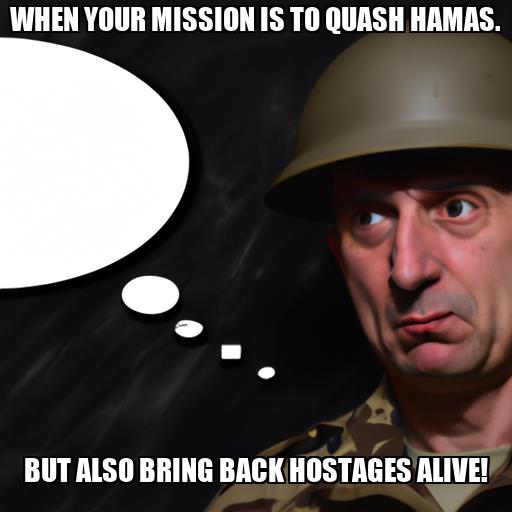 WHEN YOUR MISSION IS TO QUASH HAMAS.
BUT ALSO BRING BACK HOSTAGES ALIVE!